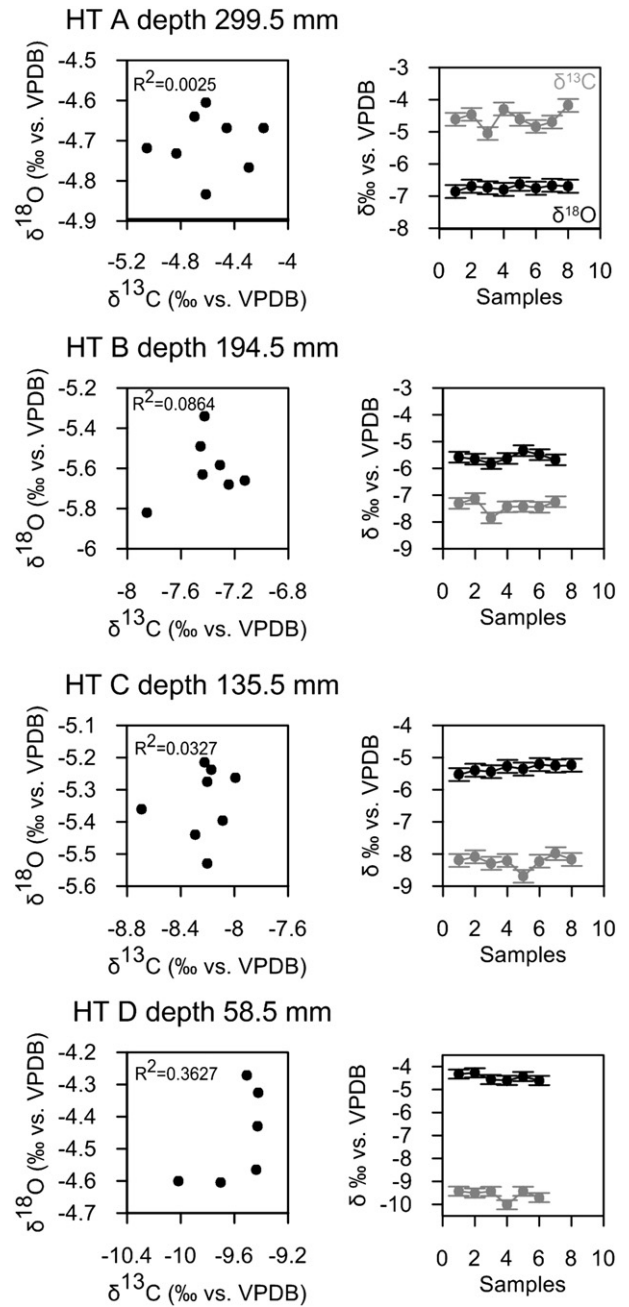 HT A depth 299.5 mm
δ18O (‰ vs. VPDB)
-4.5
-4.6
-4.7
-4.8
-4.9
R2=0.0025
-5.2 -4.8 -4.4 -4
δ13C (‰ vs. VPDB)
δ‰ vs. VPDB
-3
-4
-5
-6
-7
-8
δ13C
δ18O
0 2 4 6 8 10
Samples
HT B depth 194.5 mm
δ18O (‰ vs. VPDB)
-5.2
-5.4
-5.6
-5.8
-6
R2=0.0864
-8 -7.6 -7.2 -6.8
δ13C (‰ vs. VPDB)
δ ‰ vs. VPDB
-3
-4
-5
-6
-7
-8
-9
0 2 4 6 8 10
Samples
HT C depth 135.5 mm
δ18O (‰ vs. VPDB)
-5.1
-5.2
-5.3
-5.4
-5.5
-5.6
R2=0.0327
-8.8 -8.4 -8 -7.6
δ13C (‰ vs. VPDB)
δ ‰ vs. VPDB
-4
-5
-6
-7
-8
-9
0 2 4 6 8 10
Samples
HT D depth 58.5 mm
δ18O (‰ vs. VPDB)
-4.2
-4.3
-4.4
-4.5
-4.6
-4.7
R2=0.3627
-10.4 -10 -9.6 -9.2
δ13C (‰ vs. VPDB)
δ ‰ vs. VPDB
-4
-5
-6
-7
-8
-9
-10
0 2 4 6 8 10
Samples